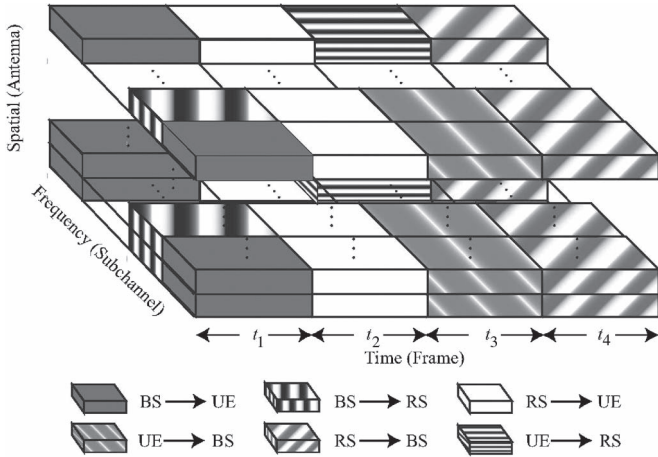 Spatial (Antenna)
Frequency (Subchannel)
t1 t2 t3 t4
Time (Frame)
BS UE BS RS RS UE
UE BS RS BS UE RS